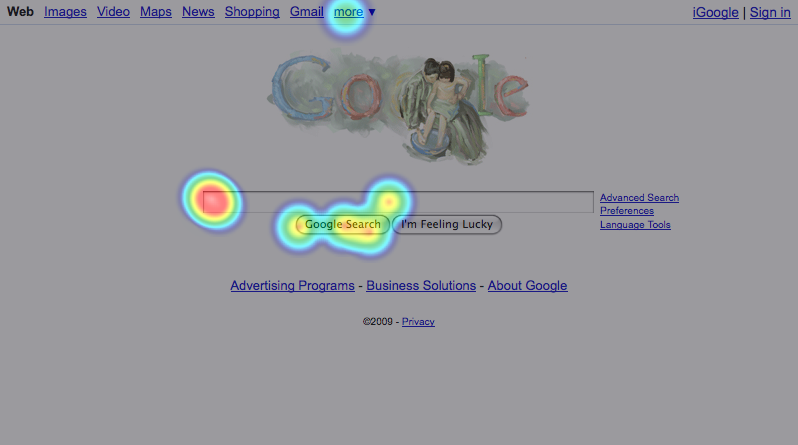 Web Images Video Maps News Shopping Gmail more ▼ iGoogle | Sign in
Google
Advanced Search
Preferences
Google Search I'm Feeling Lucky Language Tools
Advertising Programs - Business Solutions - About Google
©2009 - Privacy